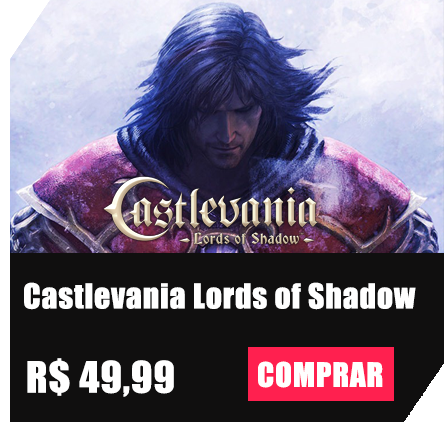 Castlevania
Lords of Shadow
Castlevania Lords of Shadow
R$ 49,99
COMPRAR